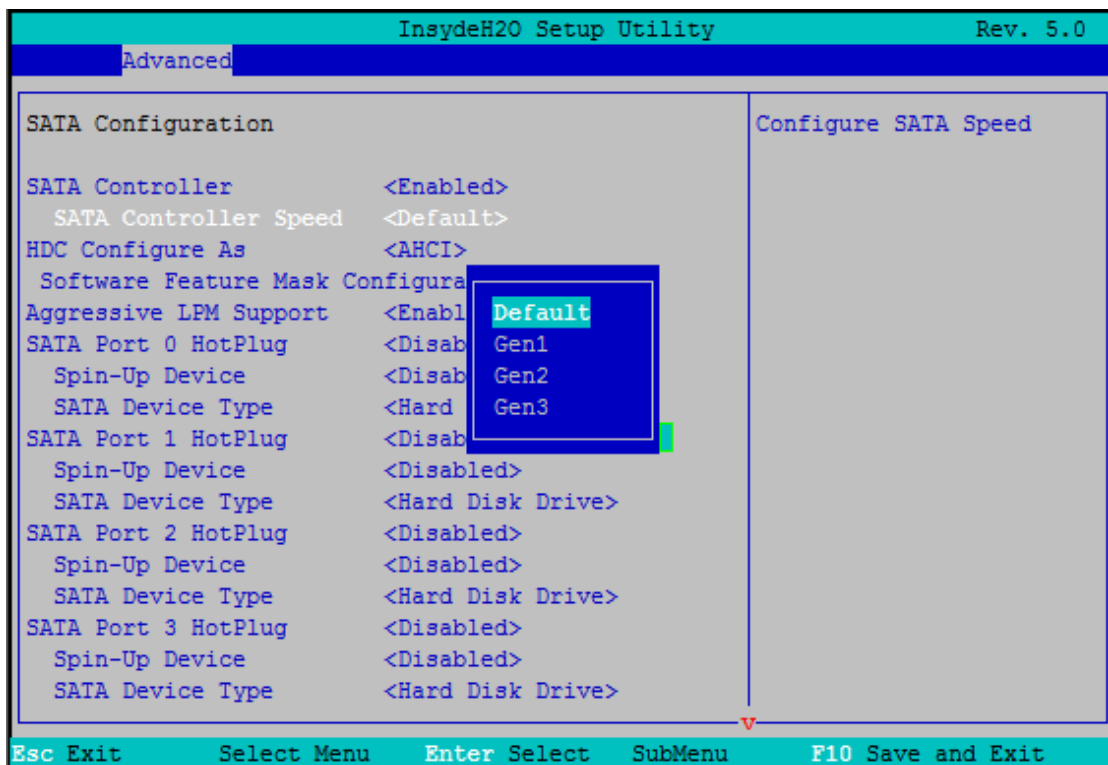 InsydeH2O Setup Utility Rev. 5.0
Advanced
SATA Configuration
Configure SATA Speed
SATA Controller <Enabled>
SATA Controller Speed <Default>
HDC Configure As <AHCI>
Software Feature Mask Configura
Aggressive LPM Support <Enabl
SATA Port 0 HotPlug <Disab
Spin-Up Device <Disab
SATA Device Type <Hard
SATA Port 1 HotPlug <Disab
Default
Gen1
Gen2
Gen3
Spin-Up Device <Disabled>
SATA Device Type <Hard Disk Drive>
SATA Port 2 HotPlug <Disabled>
Spin-Up Device <Disabled>
SATA Device Type <Hard Disk Drive>
SATA Port 3 HotPlug <Disabled>
Spin-Up Device <Disabled>
SATA Device Type <Hard Disk Drive>
v
Esc Exit Select Menu Enter Select SubMenu F10 Save and Exit